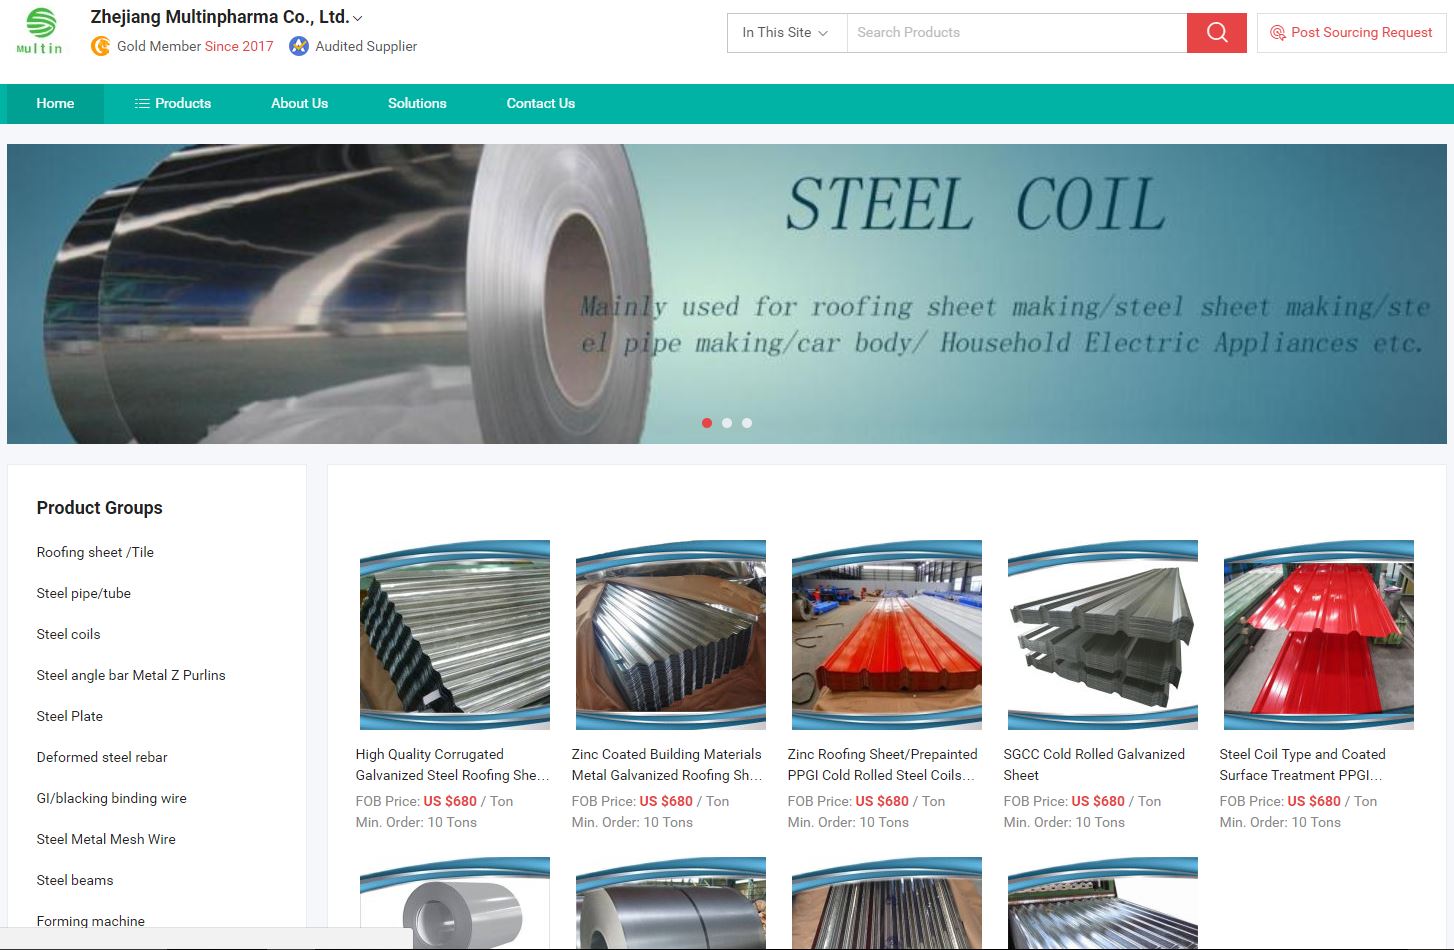 Zhejiang Multinpharma Co., Ltd.
Multin
Gold Member Since 2017 Audited Supplier
In This Site Search Products Post Sourcing Request
Home Products About Us Solutions Contact Us
STEEL COIL
Mainly used for roofing sheet making/steel sheet making/ste
el pipe making/car body/ Household Electric Appliances etc.
Product Groups
Roofing sheet /Tile
Steel pipe/tube
Steel coils
Steel angle bar Metal Z Purlins
Steel Plate
Deformed steel rebar
GI/blacking binding wire
Steel Metal Mesh Wire
Steel beams
Forming machine
High Quality Corrugated
Galvanized Steel Roofing She...
FOB Price: US $680 / Ton
Min. Order: 10 Tons
Zinc Coated Building Materials
Metal Galvanized Roofing Sh...
FOB Price: US $680 / Ton
Min. Order: 10 Tons
Zinc Roofing Sheet/Prepainted
PPGI Cold Rolled Steel Coils...
FOB Price: US $680 / Ton
Min. Order: 10 Tons
SGCC Cold Rolled Galvanized
Sheet
FOB Price: US $680 / Ton
Min. Order: 10 Tons
Steel Coil Type and Coated
Surface Treatment PPGI...
FOB Price: US $680 / Ton
Min. Order: 10 Tons